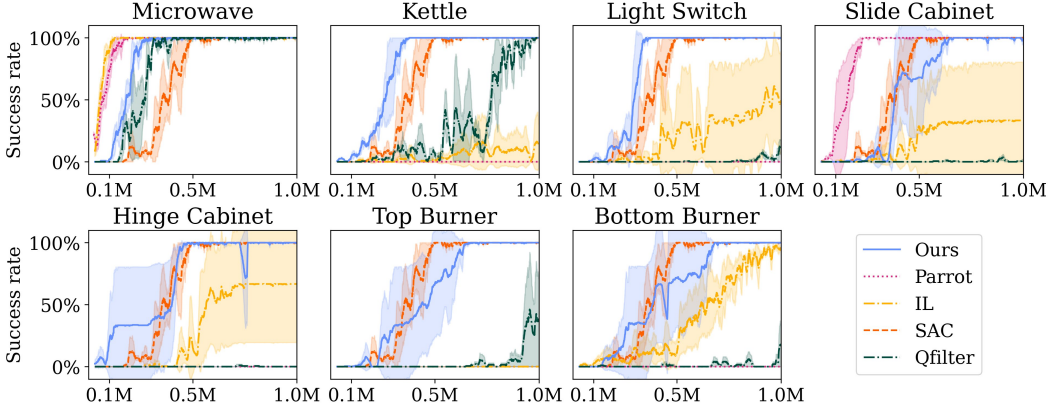 Microwave
Kettle
Light Switch
Slide Cabinet
Success rate
100%
50%
0%
0.1M 0.5M 1.0M
0.1M 0.5M 1.0M
0.1M 0.5M 1.0M
0.1M 0.5M 1.0M
Hinge Cabinet
Top Burner
Bottom Burner
Success rate
100%
50%
0%
0.1M 0.5M 1.0M
0.1M 0.5M 1.0M
0.1M 0.5M 1.0M
Ours
Parrot
IL
SAC
Qfilter